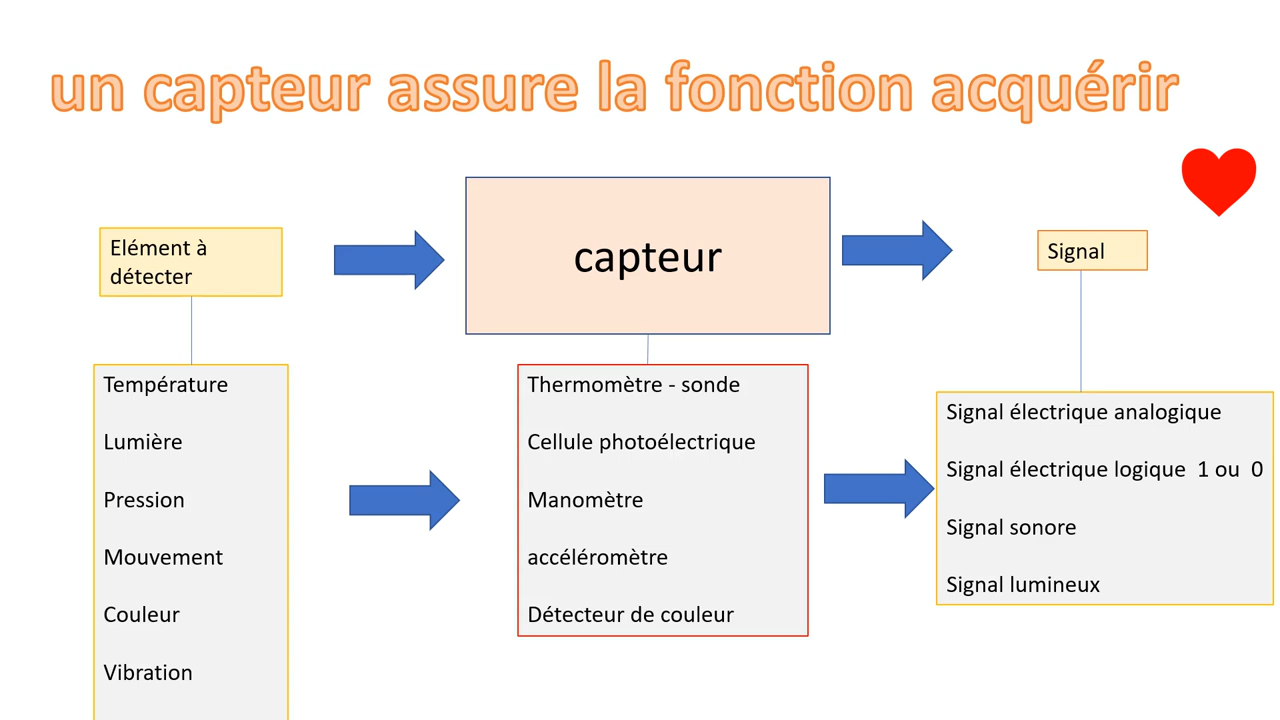 un capteur assure la fonction acquérir
Elément à
détecter
capteur
Signal
Température
Lumière
Pression
Mouvement
Couleur
Vibration
Thermomètre - sonde
Cellule photoélectrique
Manomètre
accéléromètre
Détecteur de couleur
Signal électrique analogique
Signal électrique logique  1 ou  0
Signal sonore
Signal lumineux